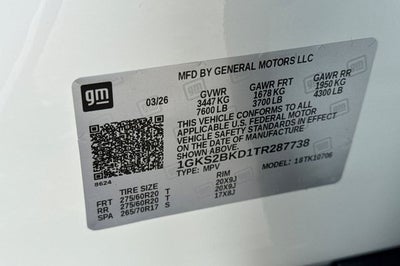 gm
MFD BY GENERAL MOTORS LLC
03/26
GVWR GAWR FRT GAWR RR
3447 KG 1678 KG 1950 KG
7600 LB 3700 LB 4300 LB
THIS VEHICLE CONFORMS TO ALL
APPLICABLE U.S. FEDERAL MOTOR
VEHICLE SAFETY STANDARDS IN
EFFECT ON THE DATE OF
MANUFACTURE SHOWN ABOVE.
1GKS2BKD1TR287738
TYPE: MPV MODEL: 1STK10706
8624
TIRE SIZE RIM
FRT 275/60R20 T 20X9J
RR 275/60R20 T 20X9J
SPA 265/70R17 S 17X8J